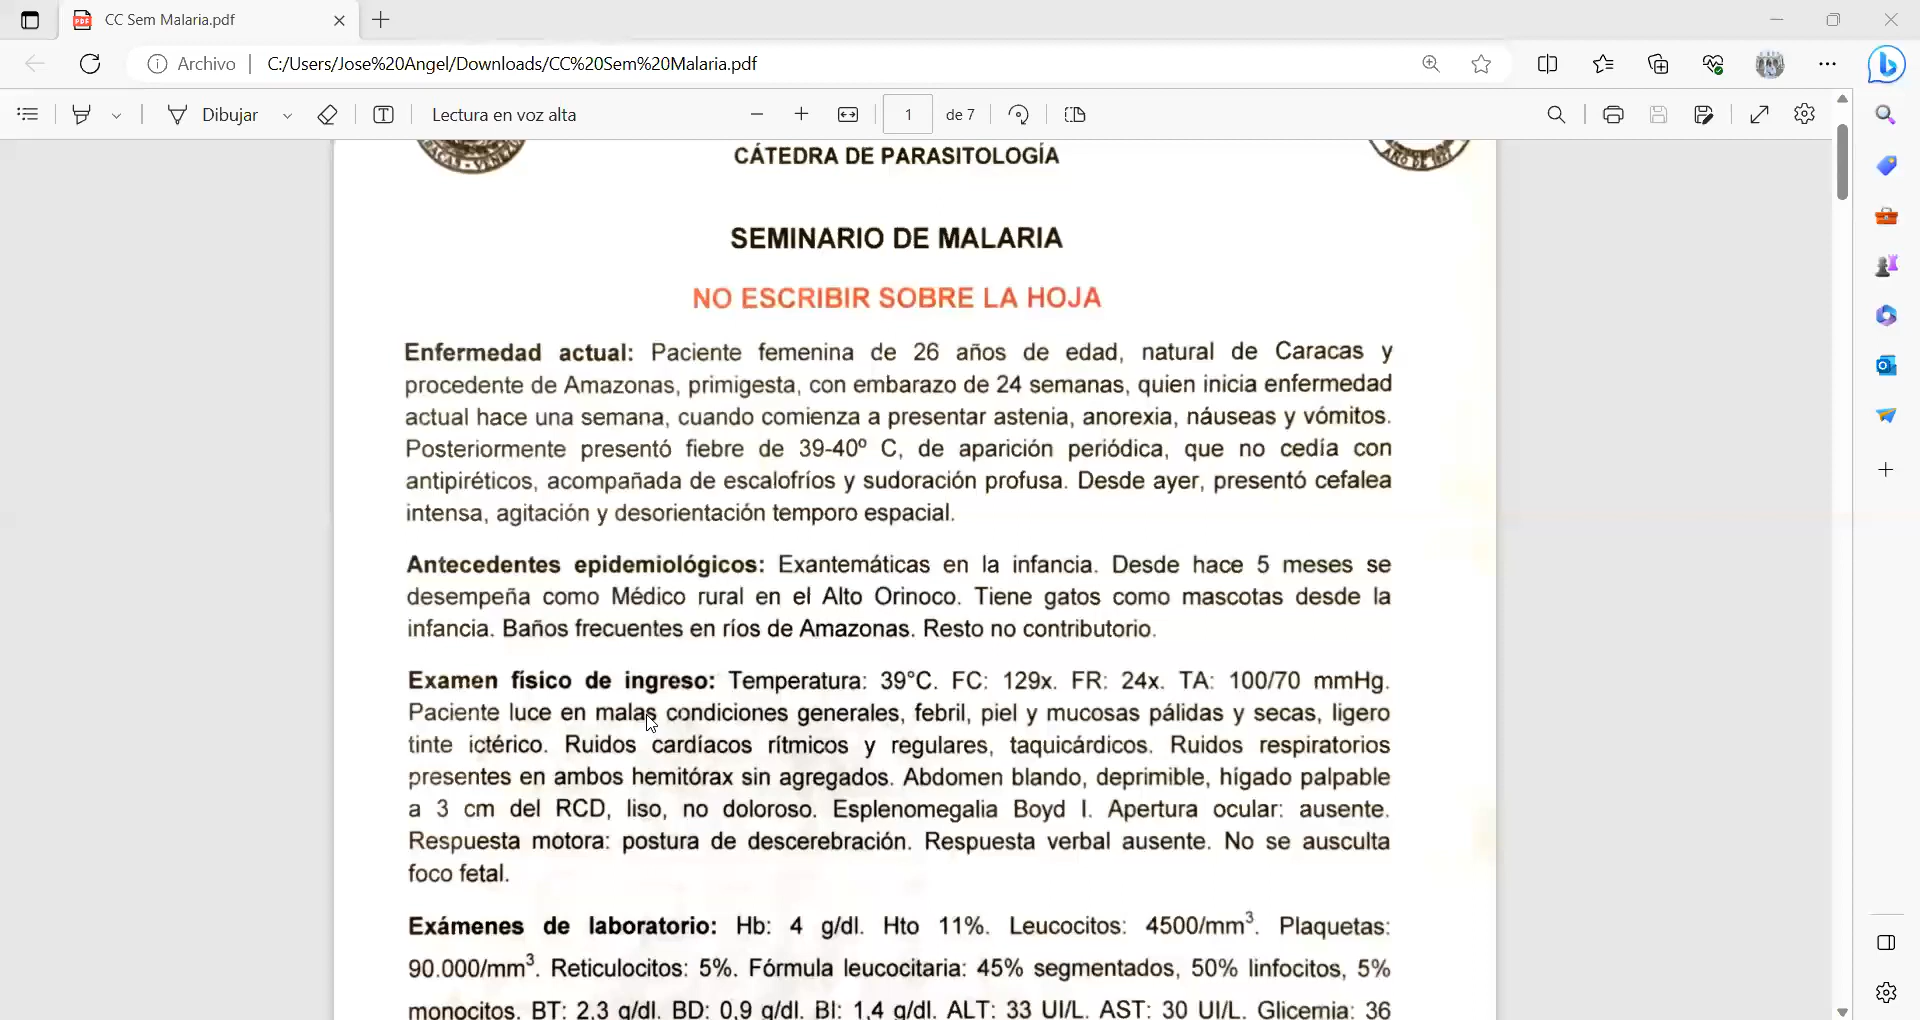 CC Sem Malaria.pdf
Archivo
C:/Users/Jose%20Angel/Downloads/CC%20Sem%20Malaria.pdf
Dibujar
Lectura en voz alta
1
de 7
CÁTEDRA DE PARASITOLOGÍA
SEMINARIO DE MALARIA
NO ESCRIBIR SOBRE LA HOJA
Enfermedad actual: Paciente femenina de 26 años de edad, natural de Caracas y
procedente de Amazonas, primigesta, con embarazo de 24 semanas, quien inicia enfermedad
actual hace una semana, cuando comienza a presentar astenia, anorexia, náuseas y vómitos.
Posteriormente presentó fiebre de 39-40º C, de aparición periódica, que no cedía con
antipiréticos, acompañada de escalofríos y sudoración profusa. Desde ayer, presentó cefalea
intensa, agitación y desorientación temporo espacial.
Antecedentes epidemiológicos: Exantemáticas en la infancia. Desde hace 5 meses se
desempeña como Médico rural en el Alto Orinoco. Tiene gatos como mascotas desde la
infancia. Baños frecuentes en ríos de Amazonas. Resto no contributorio.
Examen físico de ingreso: Temperatura: 39°C. FC: 129x. FR: 24x. TA: 100/70 mmHg.
Paciente luce en malas condiciones generales, febril, piel y mucosas pálidas y secas, ligero
tinte ictérico. Ruidos cardíacos rítmicos y regulares, taquicárdicos. Ruidos respiratorios
presentes en ambos hemitórax sin agregados. Abdomen blando, deprimible, hígado palpable
a 3 cm del RCD, liso, no doloroso. Esplenomegalia Boyd I. Apertura ocular: ausente.
Respuesta motora: postura de descerebración. Respuesta verbal ausente. No se ausculta
foco fetal.
Exámenes de laboratorio: Hb: 4 g/dl. Hto 11%. Leucocitos: 4500/mm³. Plaquetas:
90.000/mm³. Reticulocitos: 5%. Fórmula leucocitaria: 45% segmentados, 50% linfocitos, 5%
monocitos. BT: 2,3 g/dl. BD: 0,9 g/dl. BI: 1,4 g/dl. ALT: 33 UI/L. AST: 30 UI/L. Glicemia: 36